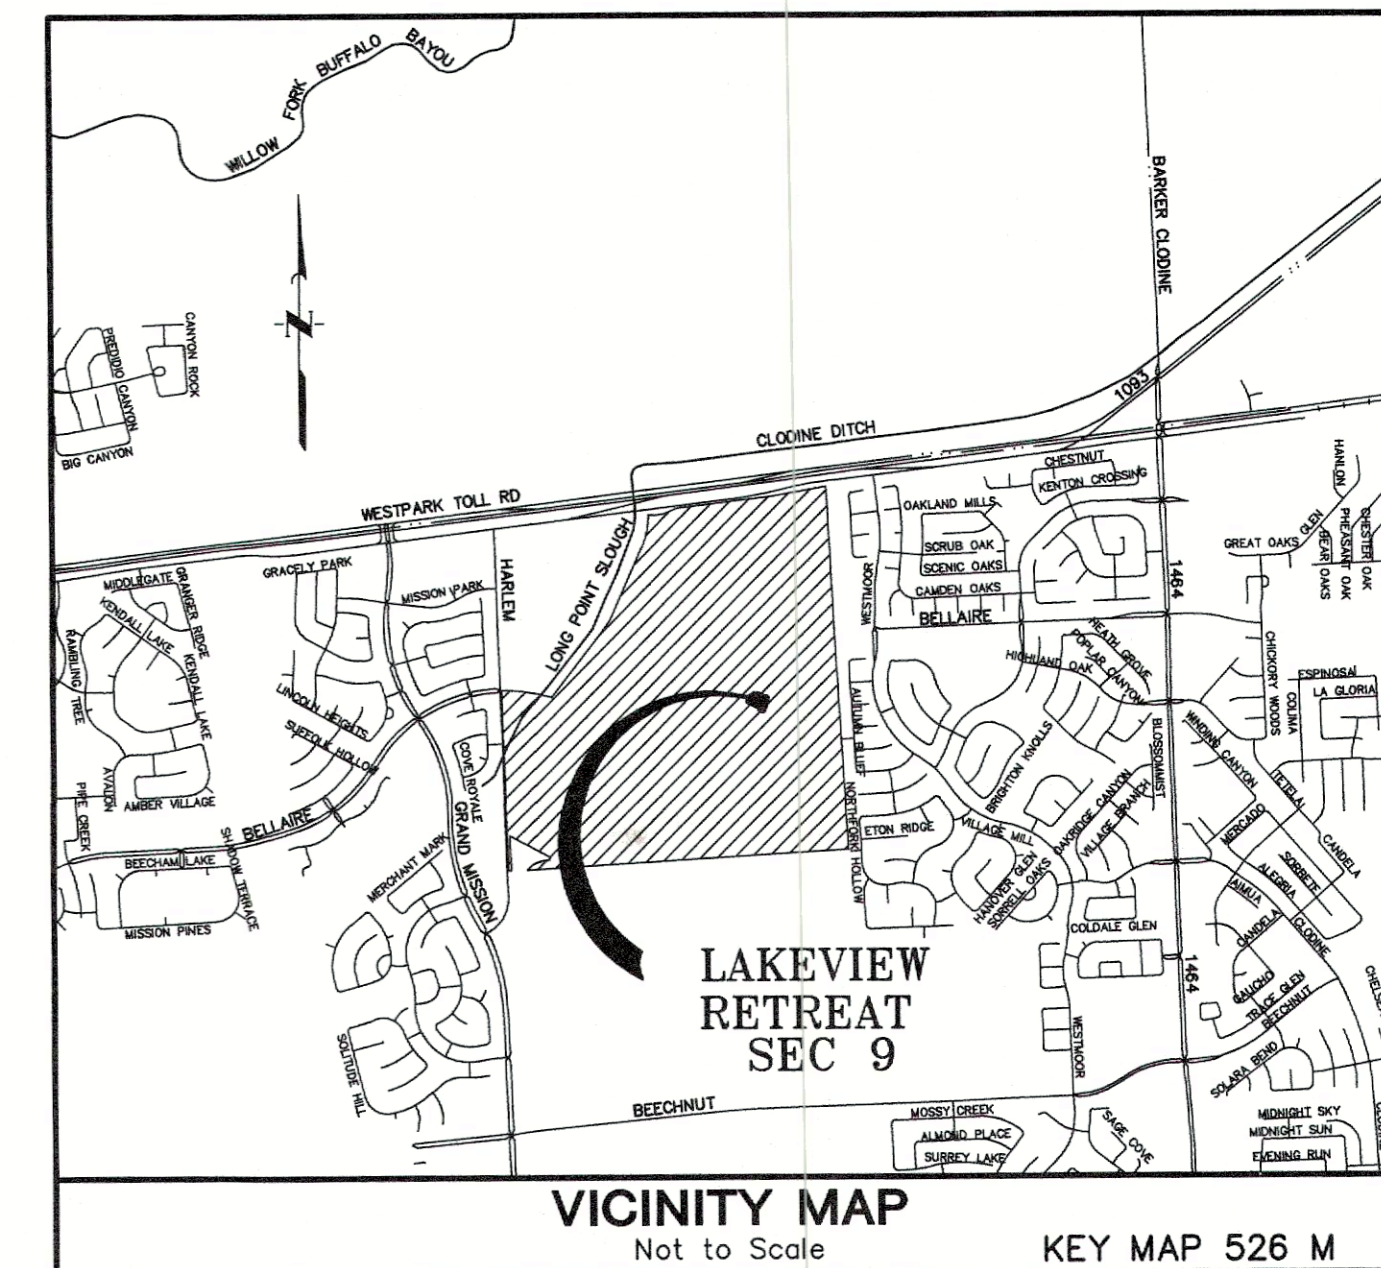 WILLOW FORK BUFFALO BAYOU
BARKER CLODINE
N
CANYON ROCK
PREDIDIO CANYON
BIG CANYON
1093
CLODINE DITCH
WESTPARK TOLL RD
CHESTNUT
KENTON CROSSING
OAKLAND MILLS
SCRUB OAK
SCENIC OAKS
CAMDEN OAKS
BELLAIRE
WESTMOOR
1464
HANLON
GREAT OAKS GLEN
BEAR OAKS
PHEASANT OAK
CHESTER OAK
MIDDLEGATE
GRANGER RIDGE
KENDALL LAKE
KENDALL LAKE
RAMBLING TREE
GRACELY PARK
MISSION PARK
HARLEM
LONG POINT SLOUGH
LINCOLN HEIGHTS
SUFFOLK HOLLOW
COVE ROYALE
GRAND MISSION
AVALON
AMBER VILLAGE
PIPE CREEK
BELLAIRE
BEECHAM LAKE
SHADOW TERRACE
MISSION PINES
MERCHANT MARK
SOLITUDE HILL
HEATH GROVE
POPLAR CANYON
HIGHLAND OAK
AUTUMN BLUFF
NORTHFORK HOLLOW
ETON RIDGE
BRIGHTON KNOLLS
VILLAGE MILL
OAKRIDGE CANYON
VILLAGE BRANCH
BLOSSOMMIST
HANOVER GLEN
SORRELL OAKS
COLDALE GLEN
CHICKORY WOODS
ESPINOSA
LA GLORIA
COLIMA
WINDING CANYON
TETELA
MERCADO
CANDELA
SORRETE
ALEGRIA
AIMUA
CANDELA
CLODINE
GAUCHO
TRACE GLEN
BEECHNUT
SOLARA BEND
1464
WESTMOOR
LAKEVIEW
RETREAT
SEC 9
BEECHNUT
MOSSY CREEK
ALMOND PLACE
SURREY LAKE
SAGE COVE
MIDNIGHT SKY
MIDNIGHT SUN
EVENING RUN
VICINITY MAP
Not to Scale
KEY MAP 526 M